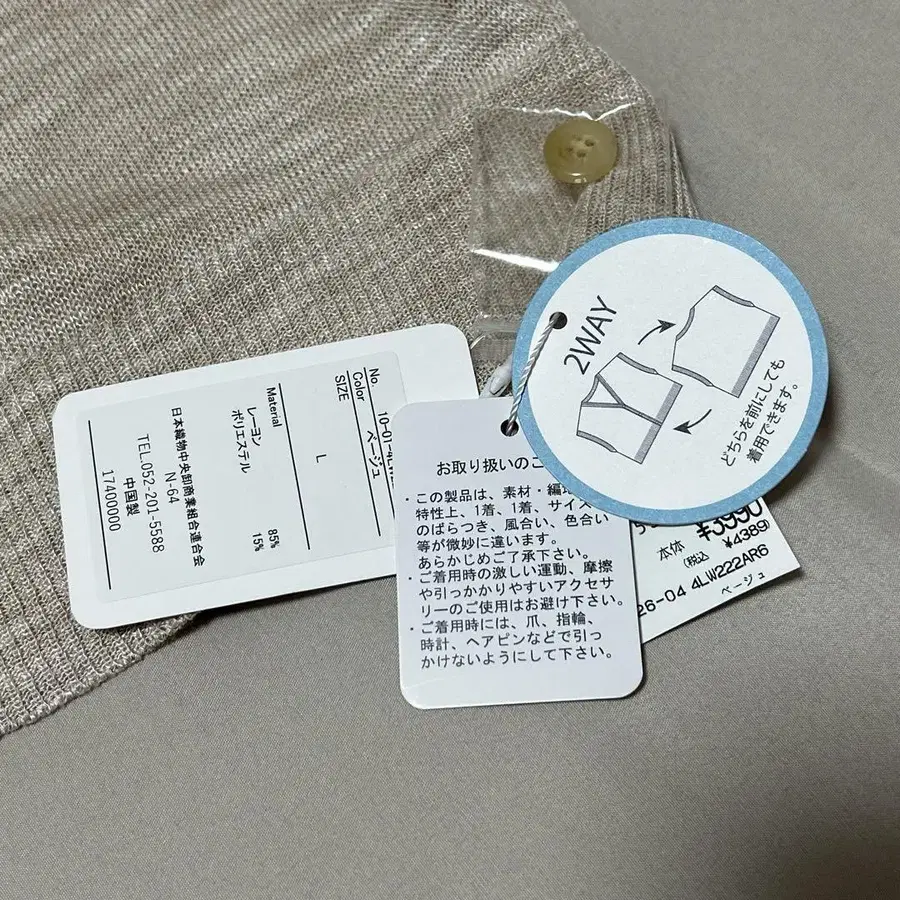 No.
10-01-4LW2
Color
ベージュ
SIZE
L
Material
レーヨン
85%
ポリエステル
15%
日本織物中央卸商業組合連合会
N-64
TEL.052-201-5588
中国製
17400000
お取り扱いのご
・この製品は、素材・編地
特性上、1着、1着、サイズ
のばらつき、風合い、色合い
等が微妙に違います。
あらかじめご了承下さい。
・ご着用時の激しい運動、摩擦
や引っかかりやすいアクセサ
リーのご使用はお避け下さい。
・ご着用時には、爪、指輪、
時計、ヘアピンなどで引っ
かけないようにして下さい。
2WAY
どちらを前にしても
着用できます。
¥3990
本体
(税込 ¥4389)
26-04 4LW222AR6
ベージュ